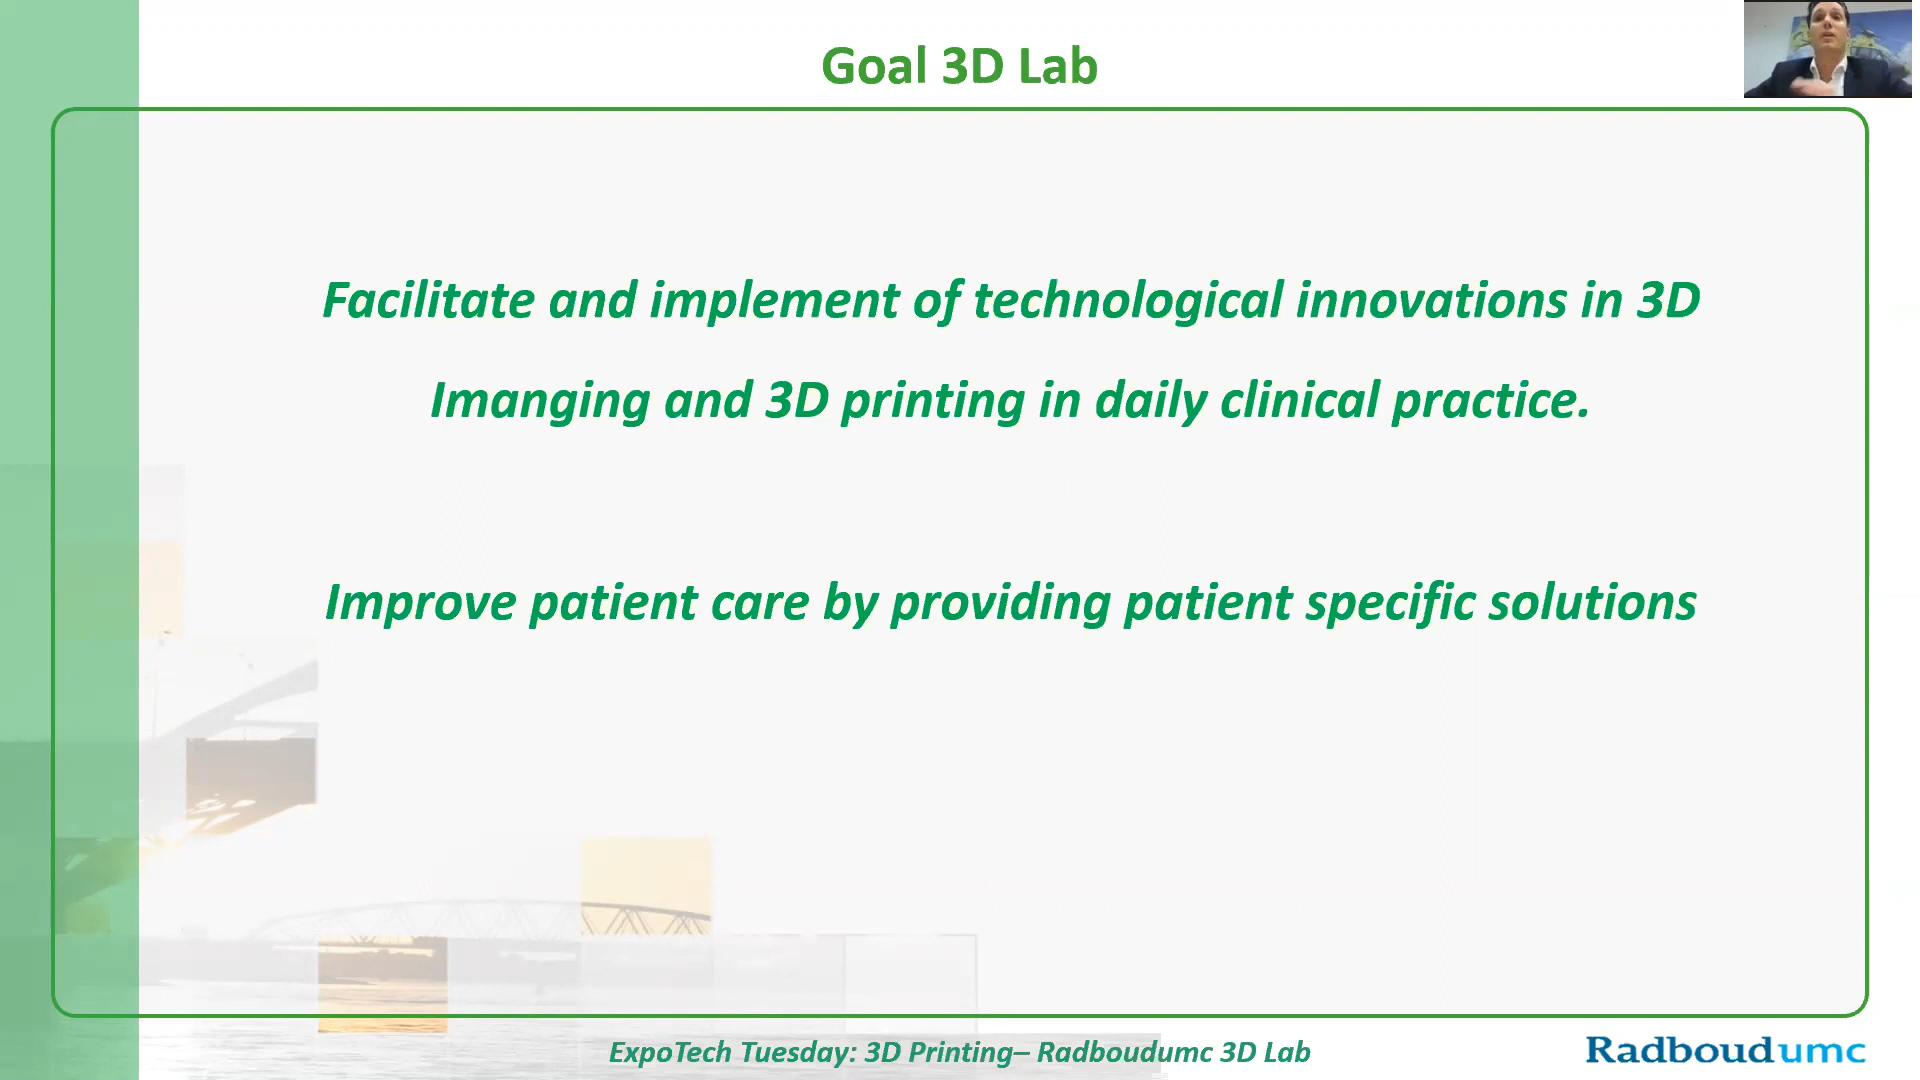 Goal 3D Lab
Facilitate and implement of technological innovations in 3D
Imanging and 3D printing in daily clinical practice.
Improve patient care by providing patient specific solutions
ExpoTech Tuesday: 3D Printing– Radboudumc 3D Lab
Radboudumc